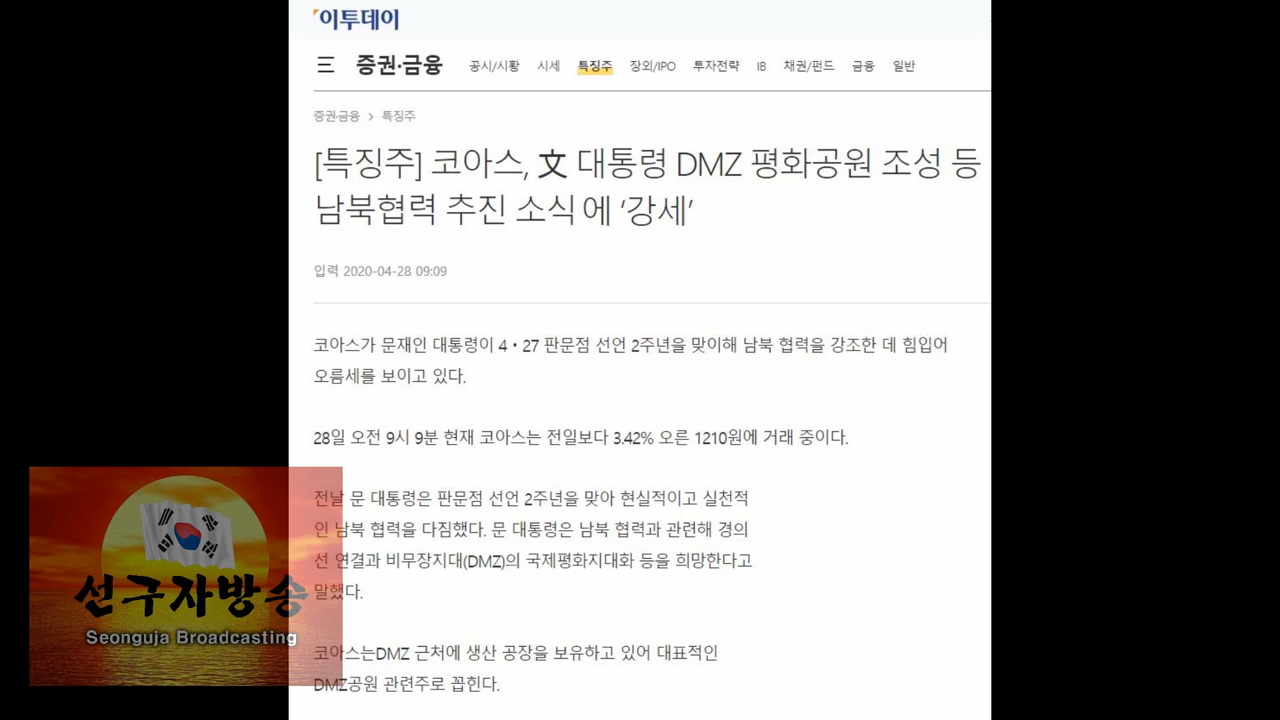 이투데이
증권·금융 공시/시황 시세 특징주 장외/IPO 투자전략 IB 채권/펀드 금융 일반
증권·금융 > 특징주
[특징주] 코아스, 文 대통령 DMZ 평화공원 조성 등
남북협력 추진 소식에 ‘강세’
입력 2020-04-28 09:09
코아스가 문재인 대통령이 4·27 판문점 선언 2주년을 맞이해 남북 협력을 강조한 데 힘입어
오름세를 보이고 있다.
28일 오전 9시 9분 현재 코아스는 전일보다 3.42% 오른 1210원에 거래 중이다.
전날 문 대통령은 판문점 선언 2주년을 맞아 현실적이고 실천적
인 남북 협력을 다짐했다. 문 대통령은 남북 협력과 관련해 경의
선 연결과 비무장지대(DMZ)의 국제평화지대화 등을 희망한다고
말했다.
코아스는DMZ 근처에 생산 공장을 보유하고 있어 대표적인
DMZ공원 관련주로 꼽힌다.
선구자방송
Seonguja Broadcasting